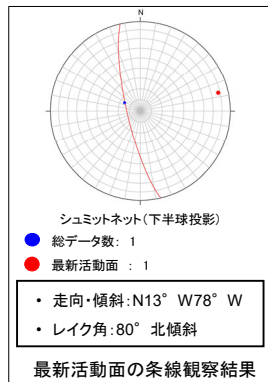 N
シュミットネット(下半球投影)
総データ数: 1
最新活動面 : 1
• 走向・傾斜:N13° W78° W
• レイク角:80° 北傾斜
最新活動面の条線観察結果